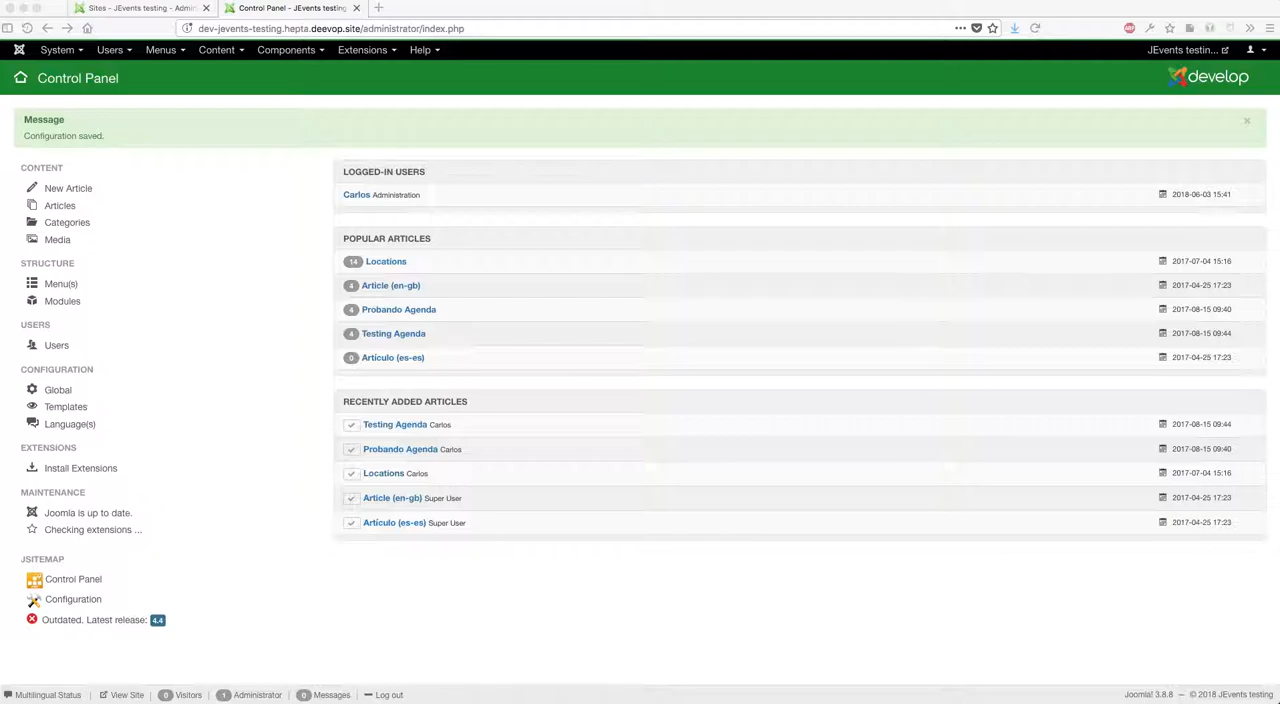 Sites - JEvents testing - Admin
Control Panel - JEvents testing
dev-jevents-testing.hepta.deevop.site/administrator/index.php
System Users Menus Content Components Extensions Help JEvents testin...
Control Panel
develop
Message
Configuration saved.
CONTENT
New Article
Articles
Categories
Media
STRUCTURE
Menu(s)
Modules
USERS
Users
CONFIGURATION
Global
Templates
Language(s)
EXTENSIONS
Install Extensions
MAINTENANCE
Joomla is up to date.
Checking extensions ...
JSITEMAP
Control Panel
Configuration
Outdated. Latest release: 4.4
LOGGED-IN USERS
Carlos Administration 2018-06-03 15:41
POPULAR ARTICLES
14 Locations 2017-07-04 15:16
4 Article (en-gb) 2017-04-25 17:23
4 Probando Agenda 2017-08-15 09:40
4 Testing Agenda 2017-08-15 09:44
0 Artículo (es-es) 2017-04-25 17:23
RECENTLY ADDED ARTICLES
Testing Agenda Carlos 2017-08-15 09:44
Probando Agenda Carlos 2017-08-15 09:40
Locations Carlos 2017-07-04 15:16
Article (en-gb) Super User 2017-04-25 17:23
Artículo (es-es) Super User 2017-04-25 17:23
Multilingual Status View Site 0 Visitors 1 Administrator 0 Messages Log out Joomla! 3.8.8 — © 2018 JEvents testing